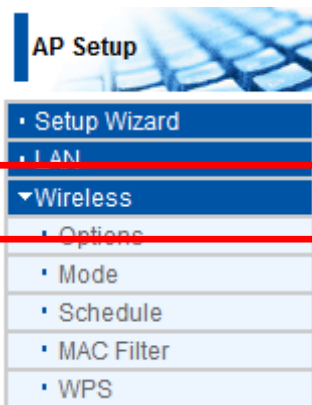 AP Setup
• Setup Wizard
• LAN
▼Wireless
• Options
• Mode
• Schedule
• MAC Filter
• WPS